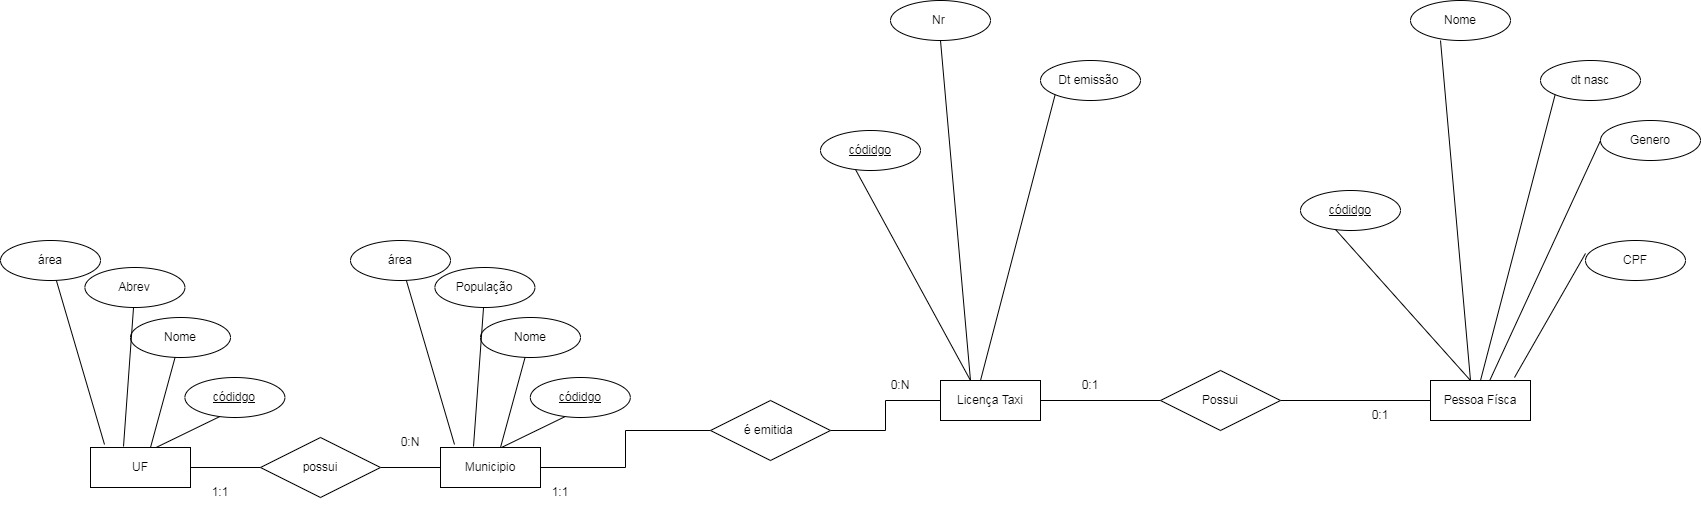 Nr
Nome
Dt emissão
dt nasc
Genero
códidgo
códidgo
área
área
CPF
Abrev
População
Nome
Nome
códidgo
códidgo
0:N
0:1
Licença Taxi
Possui
Pessoa Físca
0:1
é emitida
0:N
UF
possui
Municipio
1:1
1:1